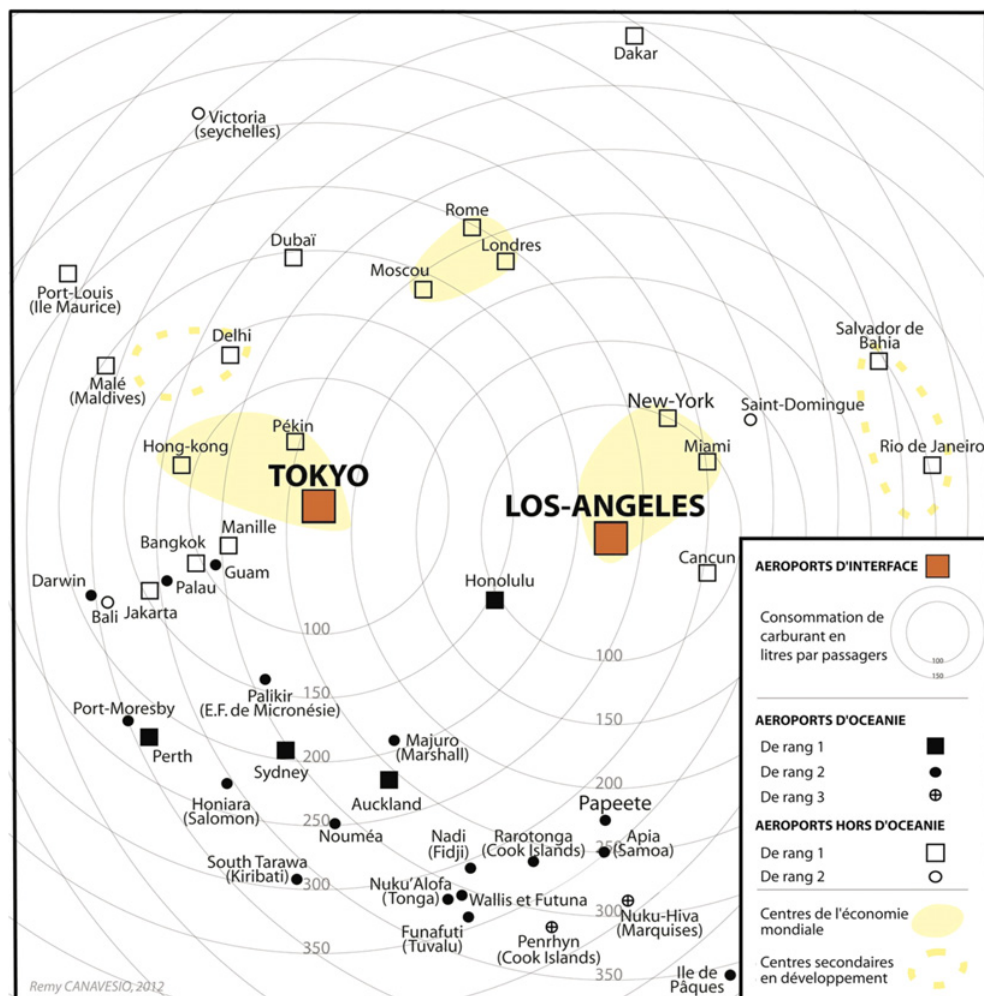 Dakar
Victoria
(seychelles)
Rome
Londres
Dubaï
Moscou
Port-Louis
(Ile Maurice)
Delhi
Salvador de
Bahia
Malé
(Maldives)
New-York
Saint-Domingue
Pékin
Hong-kong
Miami
Rio de Janeiro
TOKYO
LOS-ANGELES
Manille
Bangkok
Guam
Cancun
Darwin
Palau
Honolulu
Bali
Jakarta
100
100
150
150
200
200
250
250
300
300
350
350
Palikir
(E.F. de Micronésie)
Port-Moresby
Perth
Sydney
Majuro
(Marshall)
Auckland
Honiara
(Salomon)
Nouméa
Papeete
Nadi
(Fidji)
Rarotonga
(Cook Islands)
Apia
(Samoa)
South Tarawa
(Kiribati)
Nuku'Alofa
(Tonga)
Wallis et Futuna
Funafuti
(Tuvalu)
Penrhyn
(Cook Islands)
Nuku-Hiva
(Marquises)
Ile de
Pâques
AEROPORTS D'INTERFACE
Consommation de
carburant en
litres par passagers
100
150
AEROPORTS D'OCEANIE
De rang 1
De rang 2
De rang 3
AEROPORTS HORS D'OCEANIE
De rang 1
De rang 2
Centres de l'économie
mondiale
Centres secondaires
en développement
Remy CANAVESIO, 2012